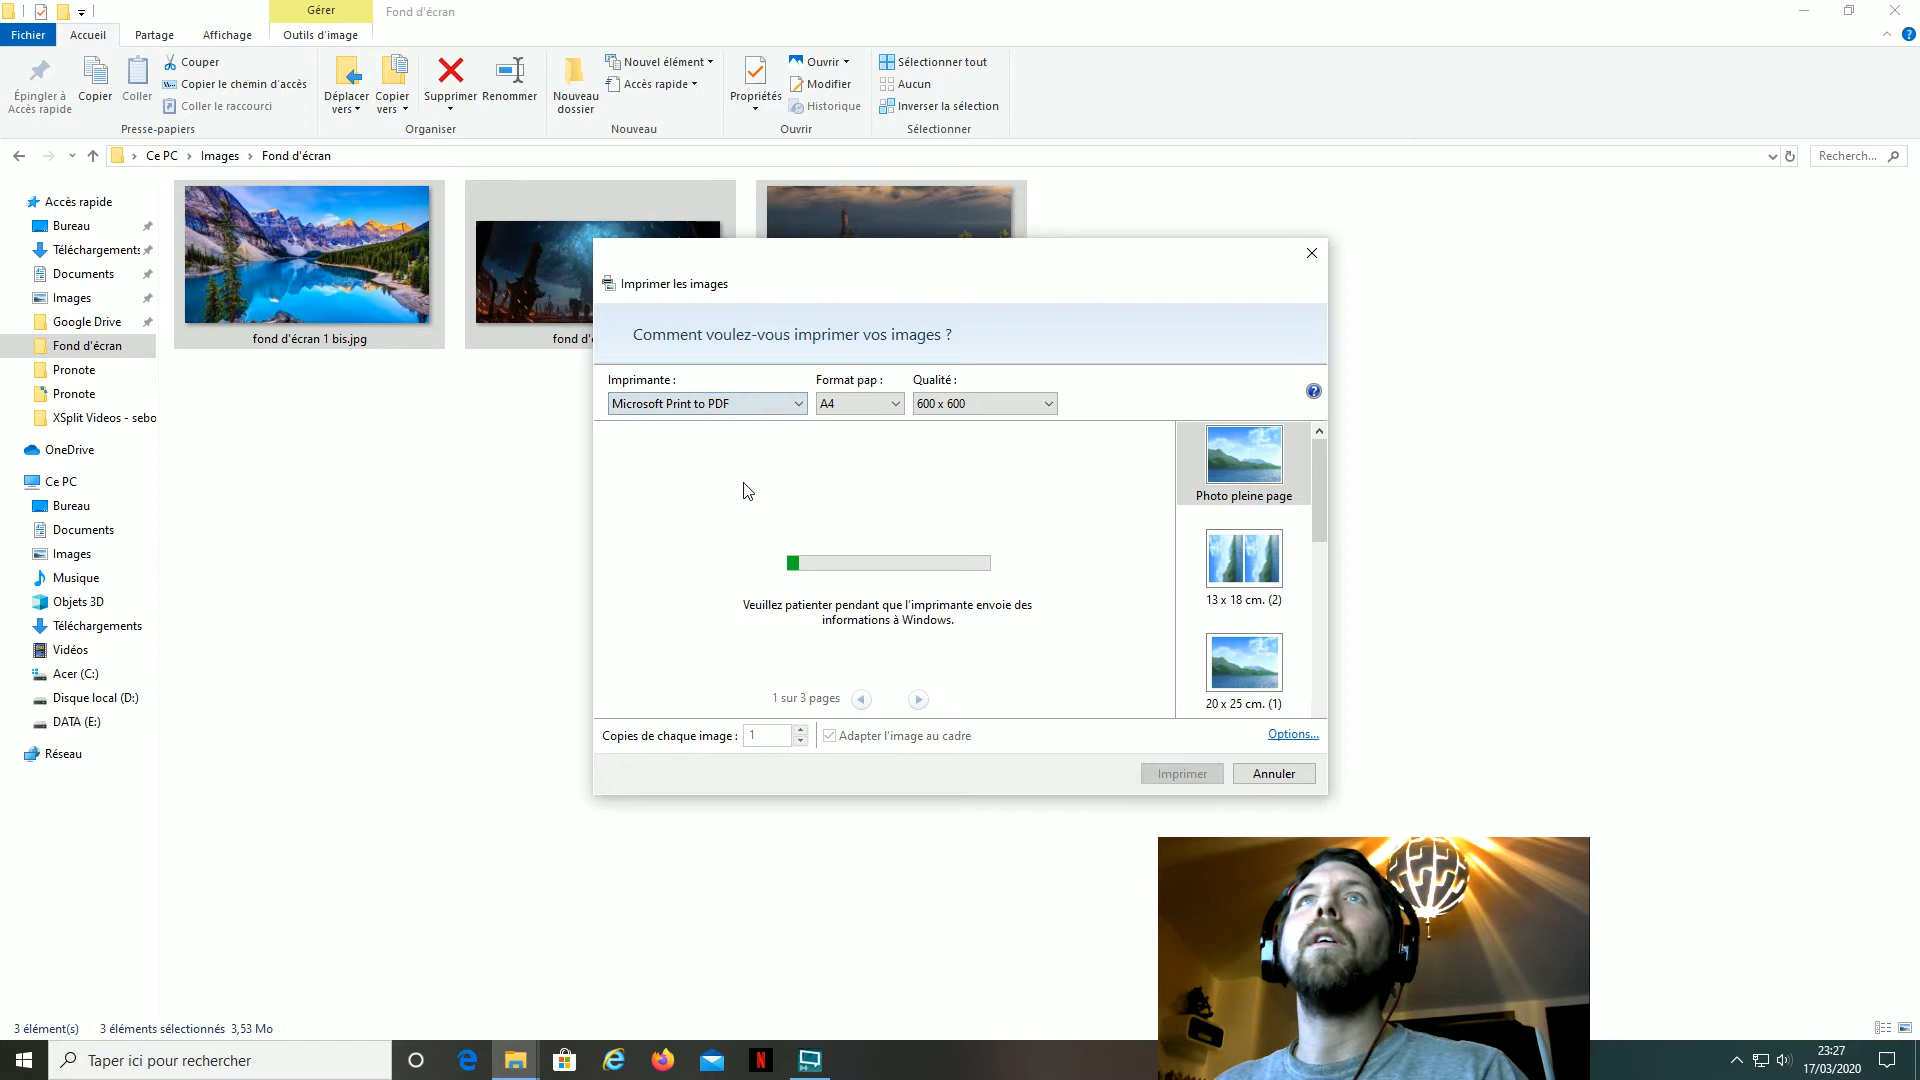 Gérer
Fond d'écran
Fichier
Accueil
Partage
Affichage
Outils d'image
Épingler à
Accès rapide
Copier
Coller
Couper
Copier le chemin d'accès
Coller le raccourci
Presse-papiers
Déplacer
vers
Copier
vers
Supprimer
Renommer
Organiser
Nouveau
dossier
Nouvel élément
Accès rapide
Nouveau
Propriétés
Ouvrir
Modifier
Historique
Ouvrir
Sélectionner tout
Aucun
Inverser la sélection
Sélectionner
Ce PC
Images
Fond d'écran
Recherch...
Accès rapide
Bureau
Téléchargements
Documents
Images
Google Drive
Fond d'écran
Pronote
Pronote
XSplit Videos - sebo
OneDrive
Ce PC
Bureau
Documents
Images
Musique
Objets 3D
Téléchargements
Vidéos
Acer (C:)
Disque local (D:)
DATA (E:)
Réseau
fond d'écran 1 bis.jpg
fond d'
Imprimer les images
Comment voulez-vous imprimer vos images ?
Imprimante :
Format pap :
Qualité :
Microsoft Print to PDF
A4
600 x 600
Veuillez patienter pendant que l'imprimante envoie des
informations à Windows.
1 sur 3 pages
Photo pleine page
13 x 18 cm. (2)
20 x 25 cm. (1)
Copies de chaque image :
1
Adapter l'image au cadre
Options...
Imprimer
Annuler
3 élément(s)
3 éléments sélectionnés 3,53 Mo
Taper ici pour rechercher
N
23:27
17/03/2020